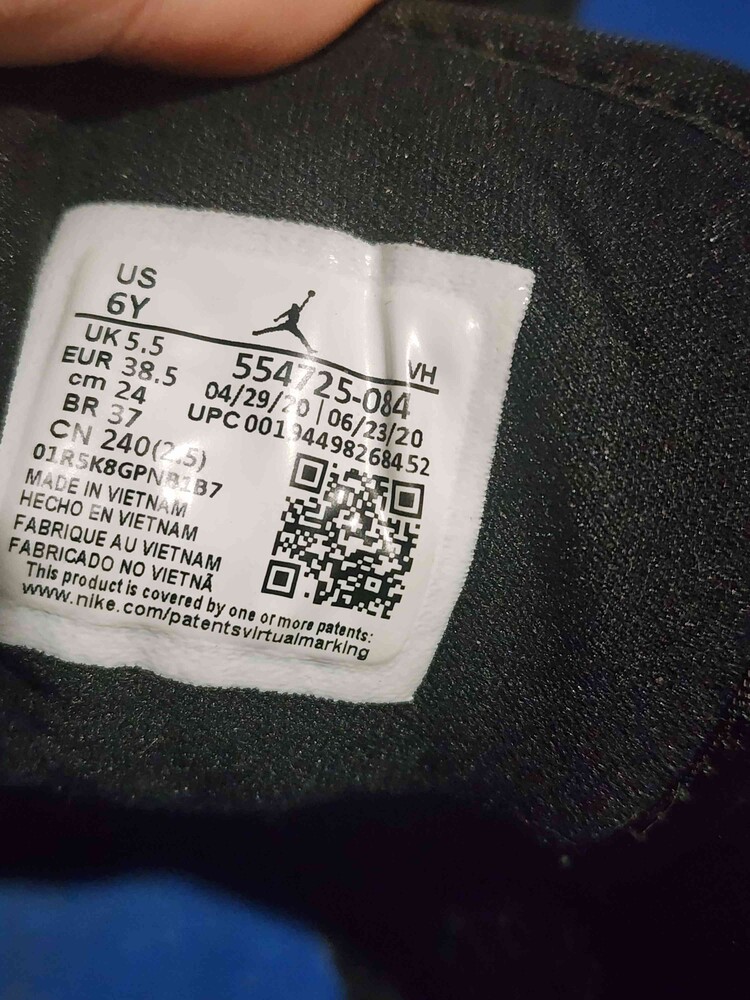 US
6Y
VH
UK 5.5
EUR 38.5
cm 24
BR 37
CN 240(2.5)
554725-084
04/29/20 | 06/23/20
UPC 00194498268452
01R5K8GPNB1B7
MADE IN VIETNAM
HECHO EN VIETNAM
FABRIQUE AU VIETNAM
FABRICADO NO VIETNÃ
This product is covered by one or more patents:
www.nike.com/patentsvirtualmarking